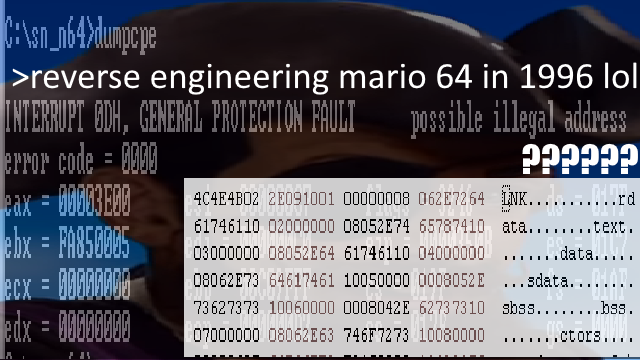 C:\sn_n64>dumpcpe
>reverse engineering mario 64 in 1996 lol
INTERRUPT 0DH, GENERAL PROTECTION FAULT possible illegal address
error code = 0000
??????
eax = 00003E00
ebx = FA850005
ecx = 00000000
edx = 00000000
4C4E4B02 2E091001 00000008 062E7264 LNK..........rd
61746110 02000000 08052E74 65787410 ata........text.
03000000 08052E64 61746110 04000000 .......data.....
08062E73 64617461 10050000 0008052E ...sdata........
73627373 10060000 0008042E 62737310 sbss........bss.
07000000 08062E63 746F7273 10080000 .......ctors....